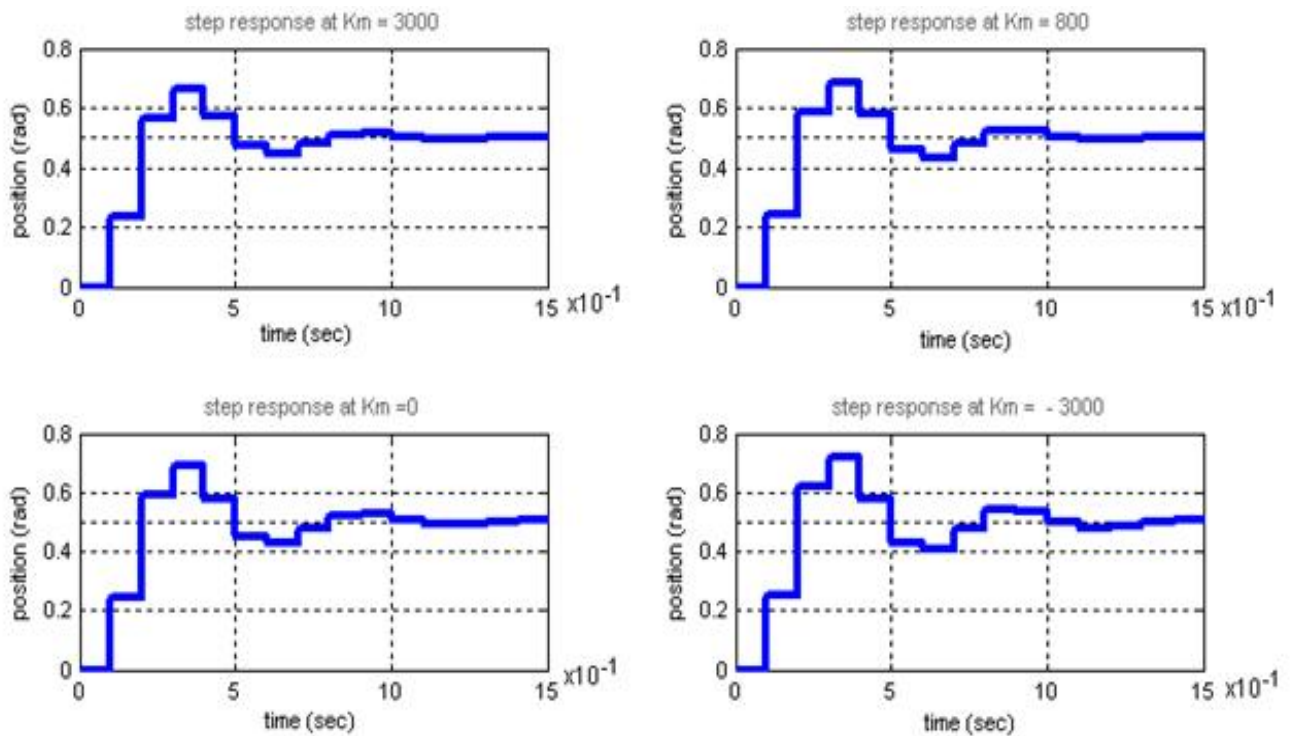 step response at Km = 3000
0.8
0.6
0.4
0.2
0
position (rad)
0 5 10 15 x10-1
time (sec)
step response at Km = 800
0.8
0.6
0.4
0.2
0
position (rad)
0 5 10 15 x10-1
time (sec)
step response at Km =0
0.8
0.6
0.4
0.2
0
position (rad)
0 5 10 15 x10-1
time (sec)
step response at Km = - 3000
0.8
0.6
0.4
0.2
0
position (rad)
0 5 10 15 x10-1
time (sec)